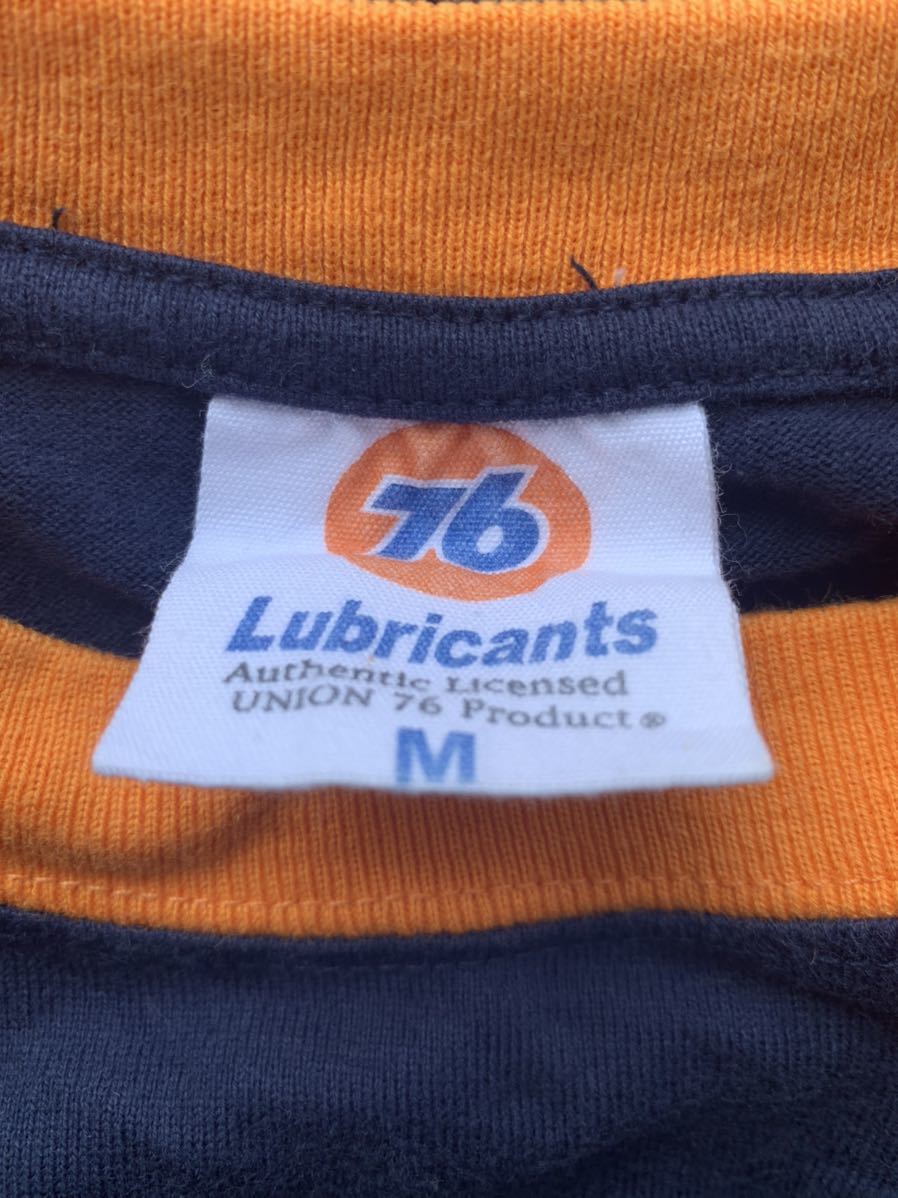 76
Lubricants
Authentic Licensed
UNION 76 Product®
M